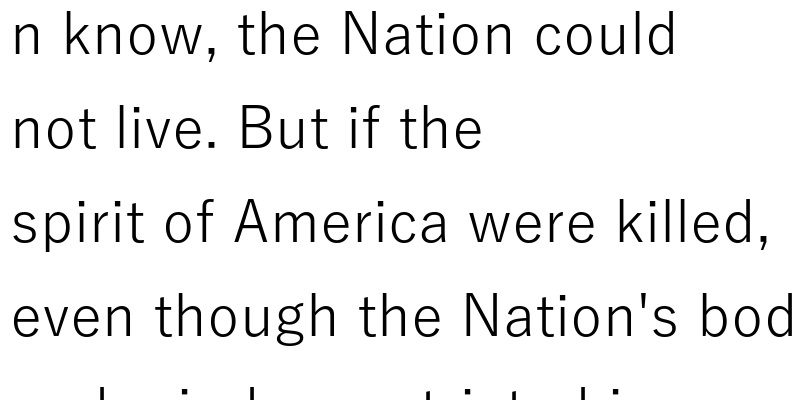 n know, the Nation could
not live. But if the
spirit of America were killed,
even though the Nation's bod